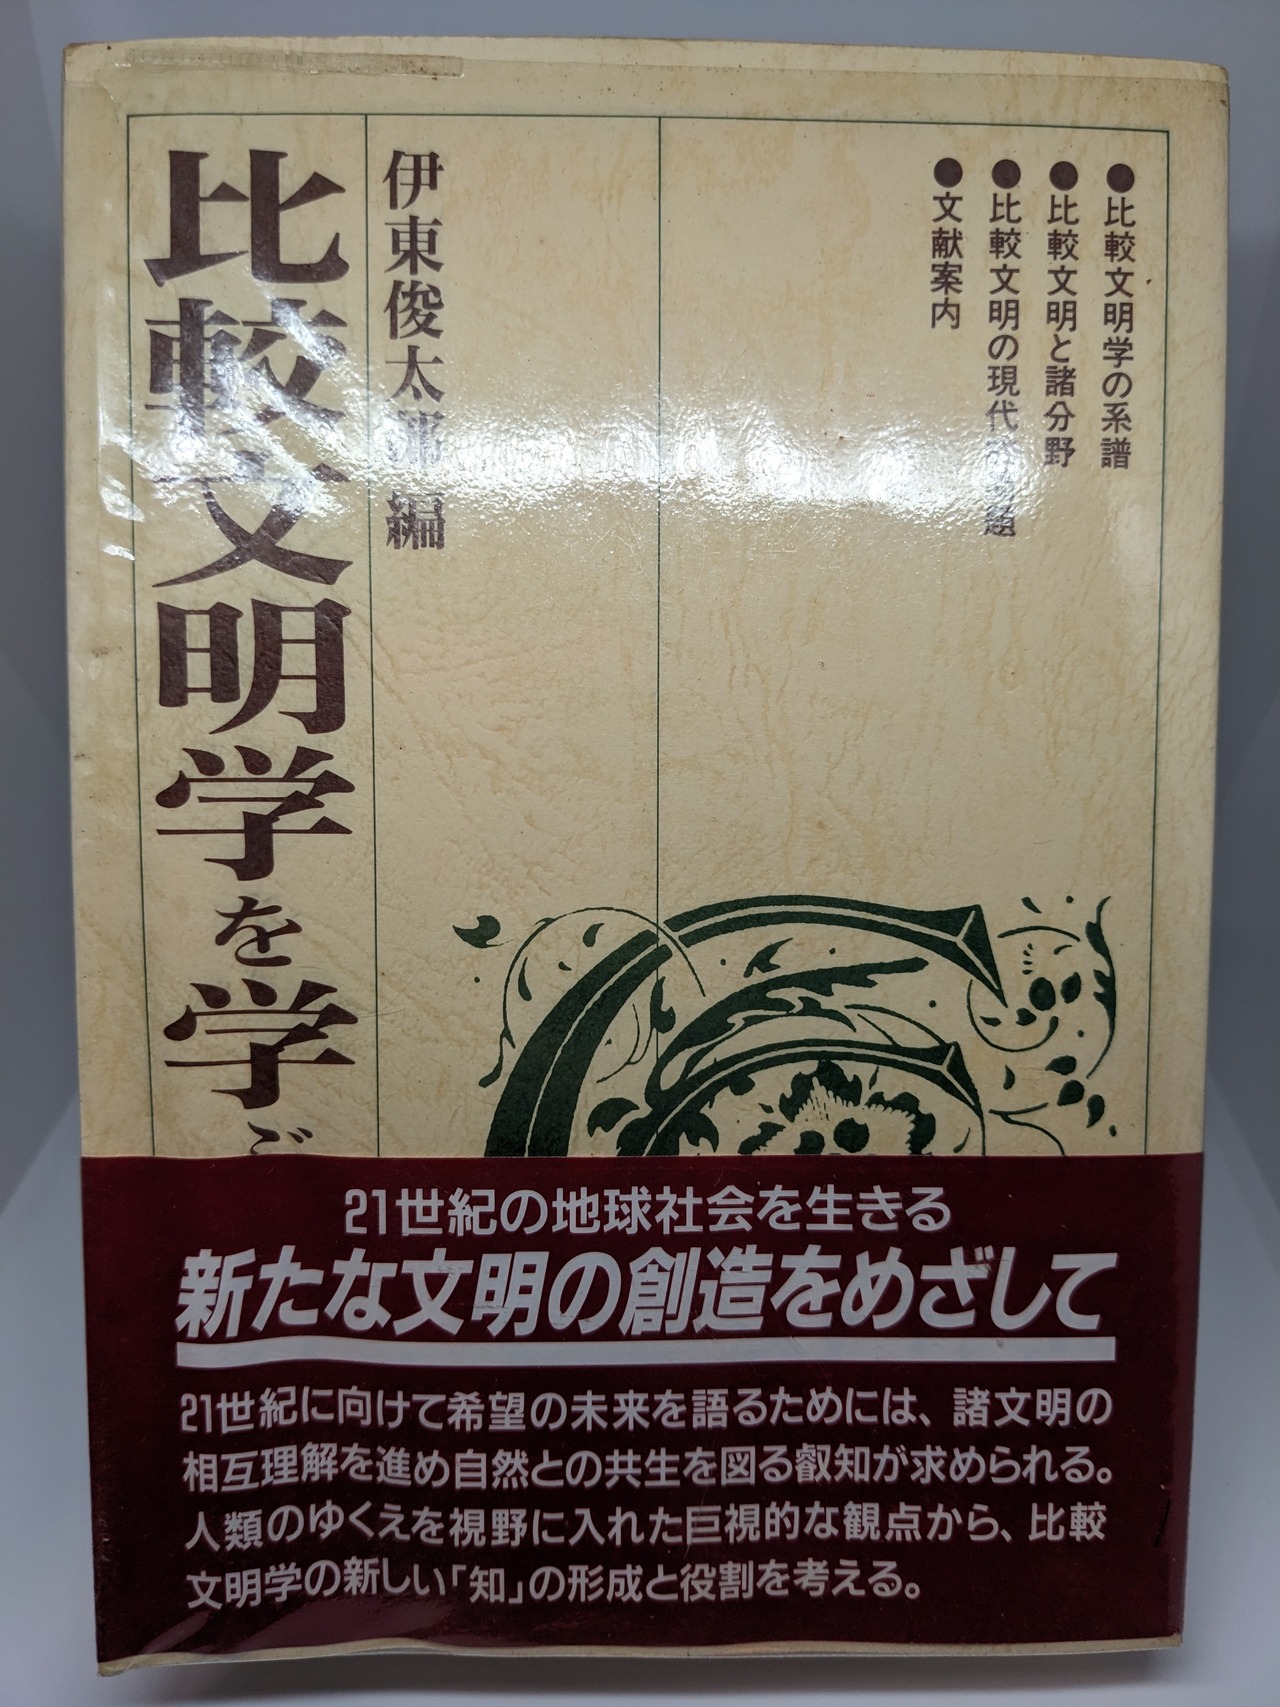 ●比較文明学の系譜
●比較文明と諸分野
●比較文明の現代的課題
●文献案内
伊東俊太郎 編
比較文明学を学ぶ
21世紀の地球社会を生きる
新たな文明の創造をめざして
21世紀に向けて希望の未来を語るためには、諸文明の
相互理解を進め自然との共生を図る叡知が求められる。
人類のゆくえを視野に入れた巨視的な観点から、比較
文明学の新しい「知」の形成と役割を考える。